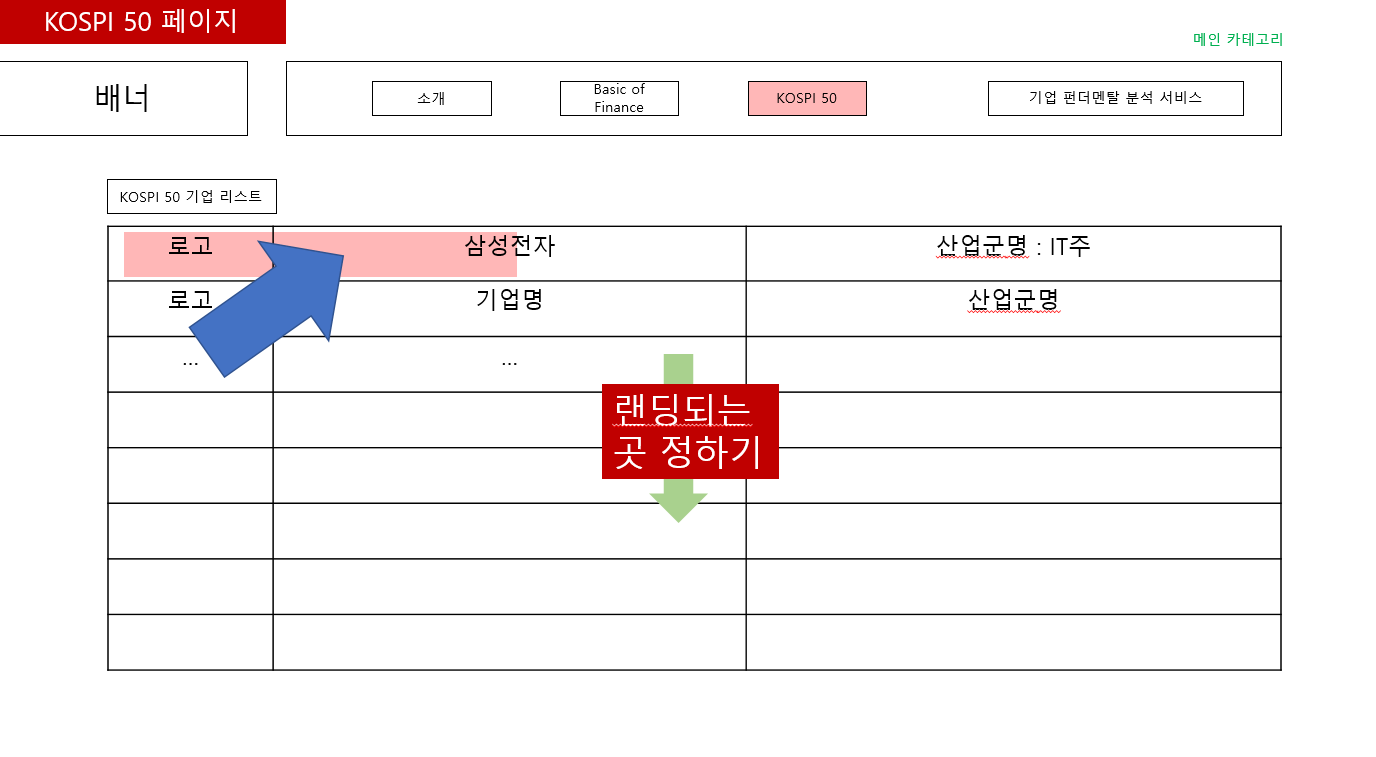 KOSPI 50 페이지
메인 카테고리
배너
소개
Basic of
Finance
KOSPI 50
기업 펀더멘탈 분석 서비스
KOSPI 50 기업 리스트
로고
삼성전자
산업군명 : IT주
로고
기업명
산업군명
...
...
랜딩되는
곳 정하기